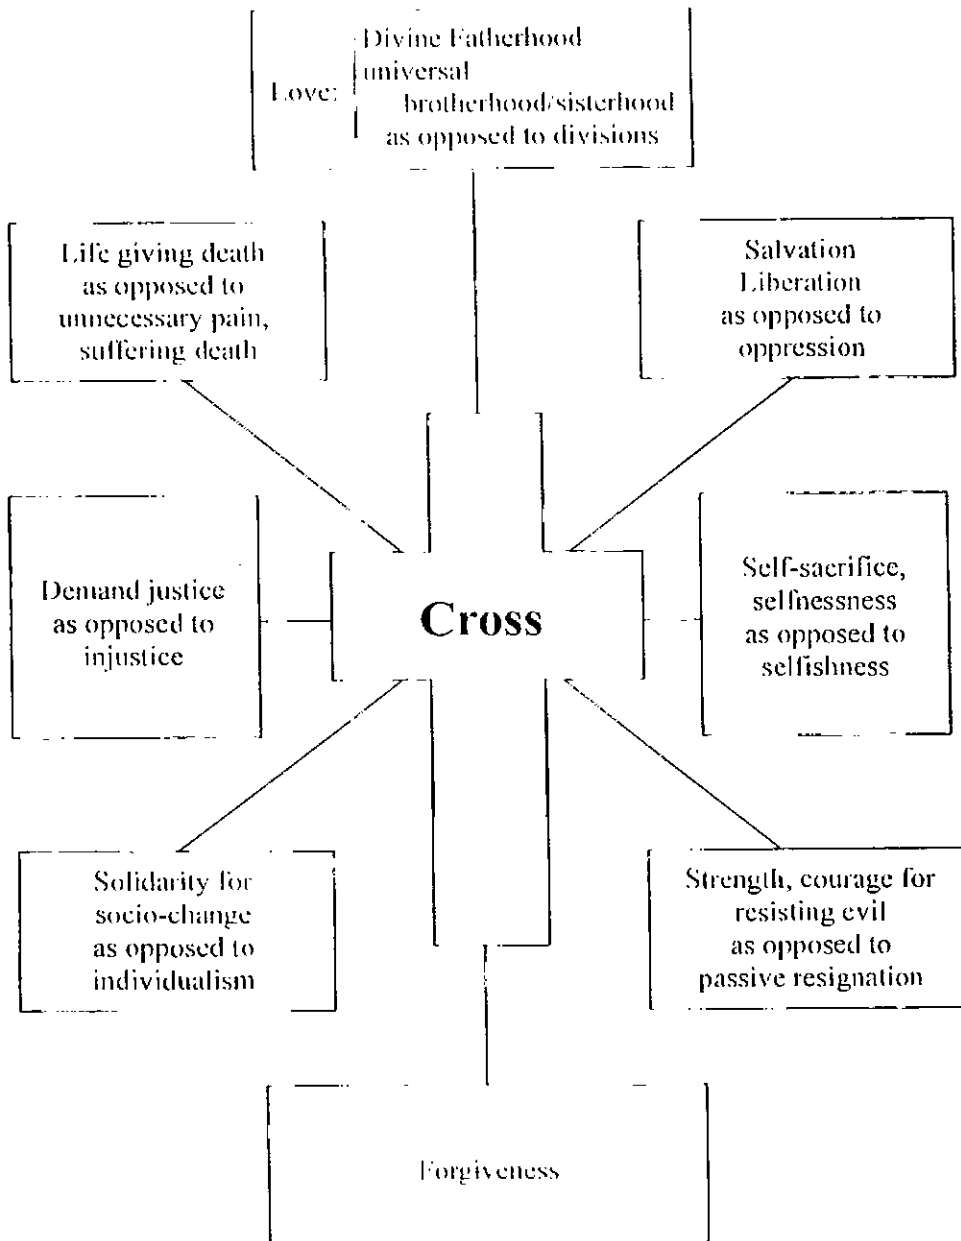 Divine Fatherhood
universal
Love:
brotherhood/sisterhood
as opposed to divisions
Life giving death
as opposed to
unnecessary pain,
suffering death
Salvation
Liberation
as opposed to
oppression
Demand justice
as opposed to
injustice
Cross
Self-sacrifice,
selfnessness
as opposed to
selfishness
Solidarity for
socio-change
as opposed to
individualism
Strength, courage for
resisting evil
as opposed to
passive resignation
Forgiveness